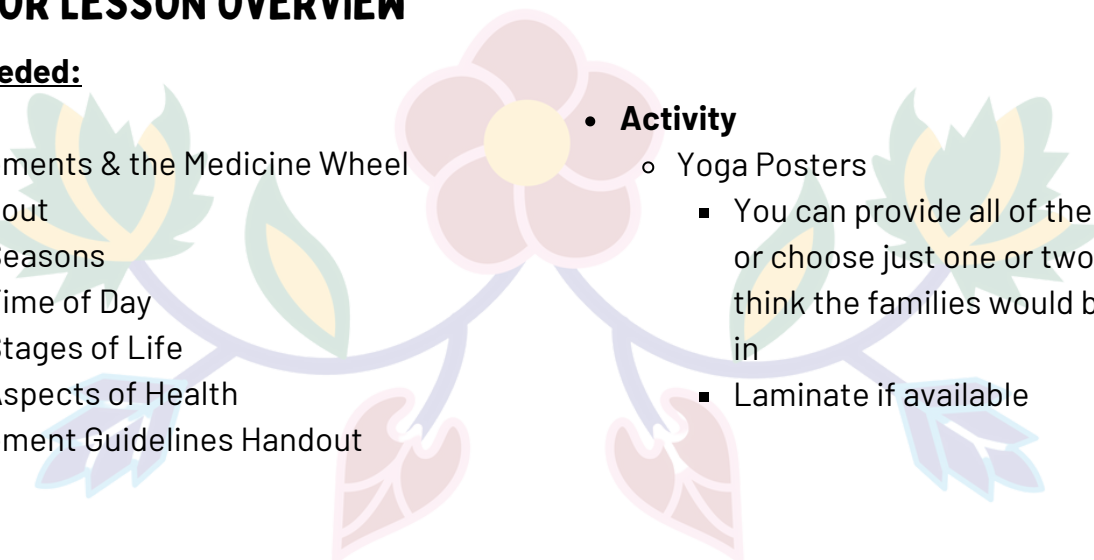 OR LESSON OVERVIEW
eded:
ments & the Medicine Wheel
out
Seasons
Time of Day
Stages of Life
Aspects of Health
ment Guidelines Handout
• Activity
◦ Yoga Posters
▪ You can provide all of the
or choose just one or two
think the families would b
in
▪ Laminate if available